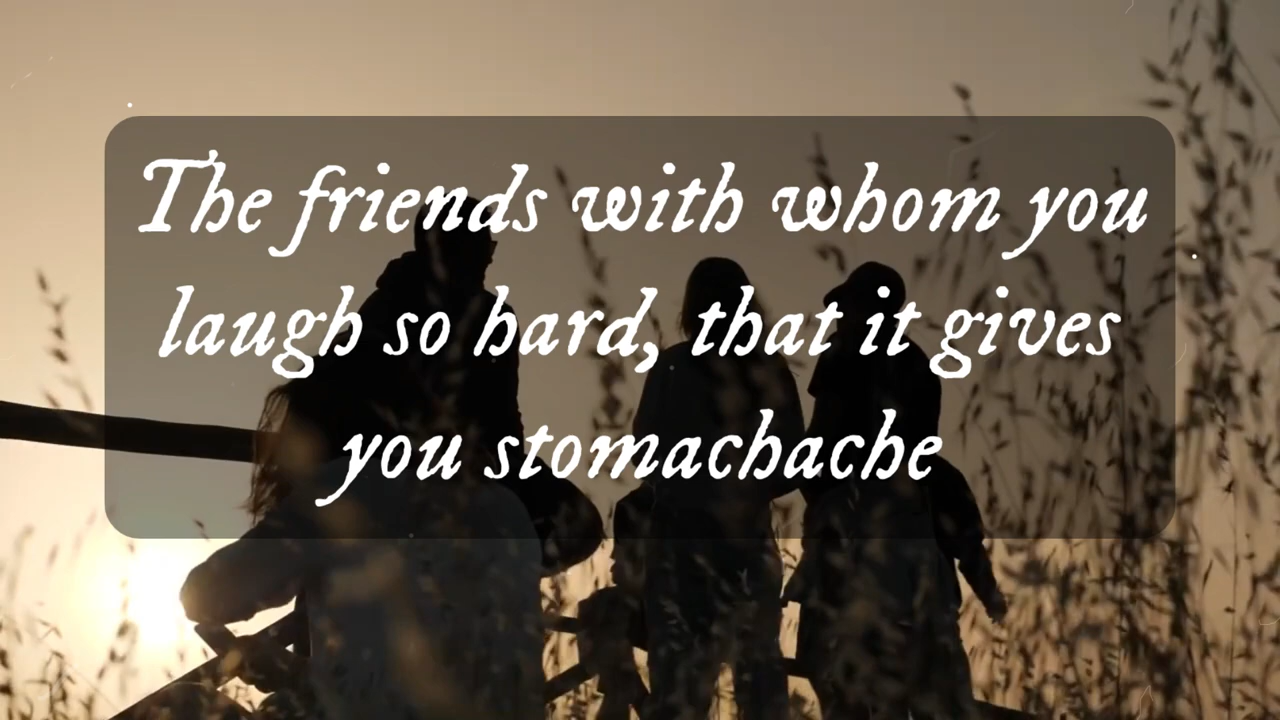 The friends with whom you
laugh so hard, that it gives
you stomachache